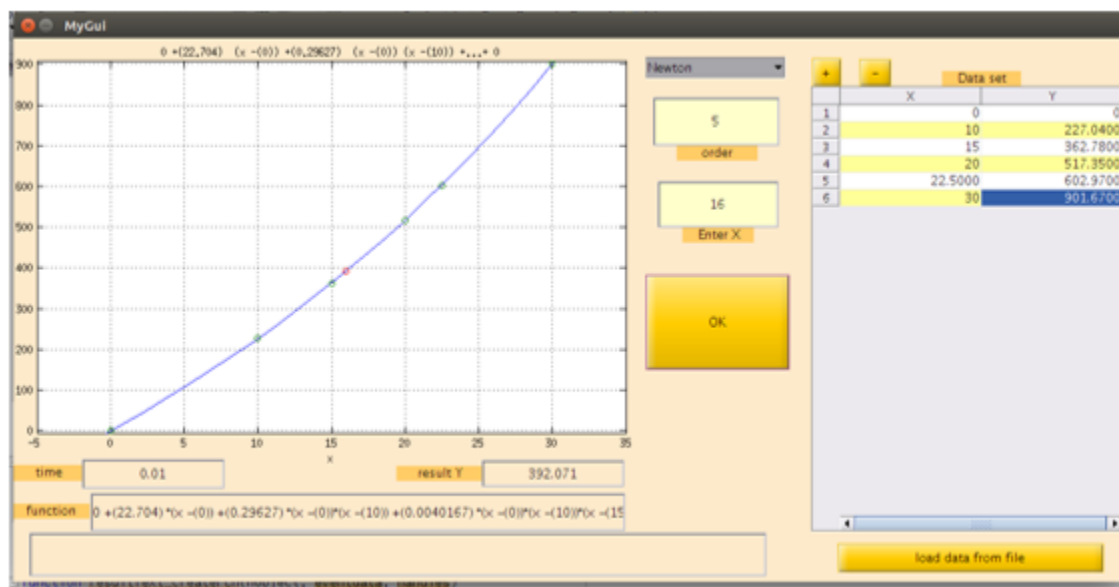 MyGui
0 +(22.704) (x -(0)) +(0.29627) (x -(0)) (x -(10)) +...+ 0
900
800
700
600
500
400
300
200
100
0
-5 0 5 10 15 20 25 30 35
x
Newton
5
order
16
Enter X
OK
+ -
Data set
X Y
1 0 0
2 10 227.0400
3 15 362.7800
4 20 517.3500
5 22.5000 602.9700
6 30 901.6700
time 0.01 result Y 392.071
function 0 +(22.704) *(x -(0)) +(0.29627) *(x -(0))*(x -(10)) +(0.0040167) *(x -(0))*(x -(10))*(x -(15
load data from file